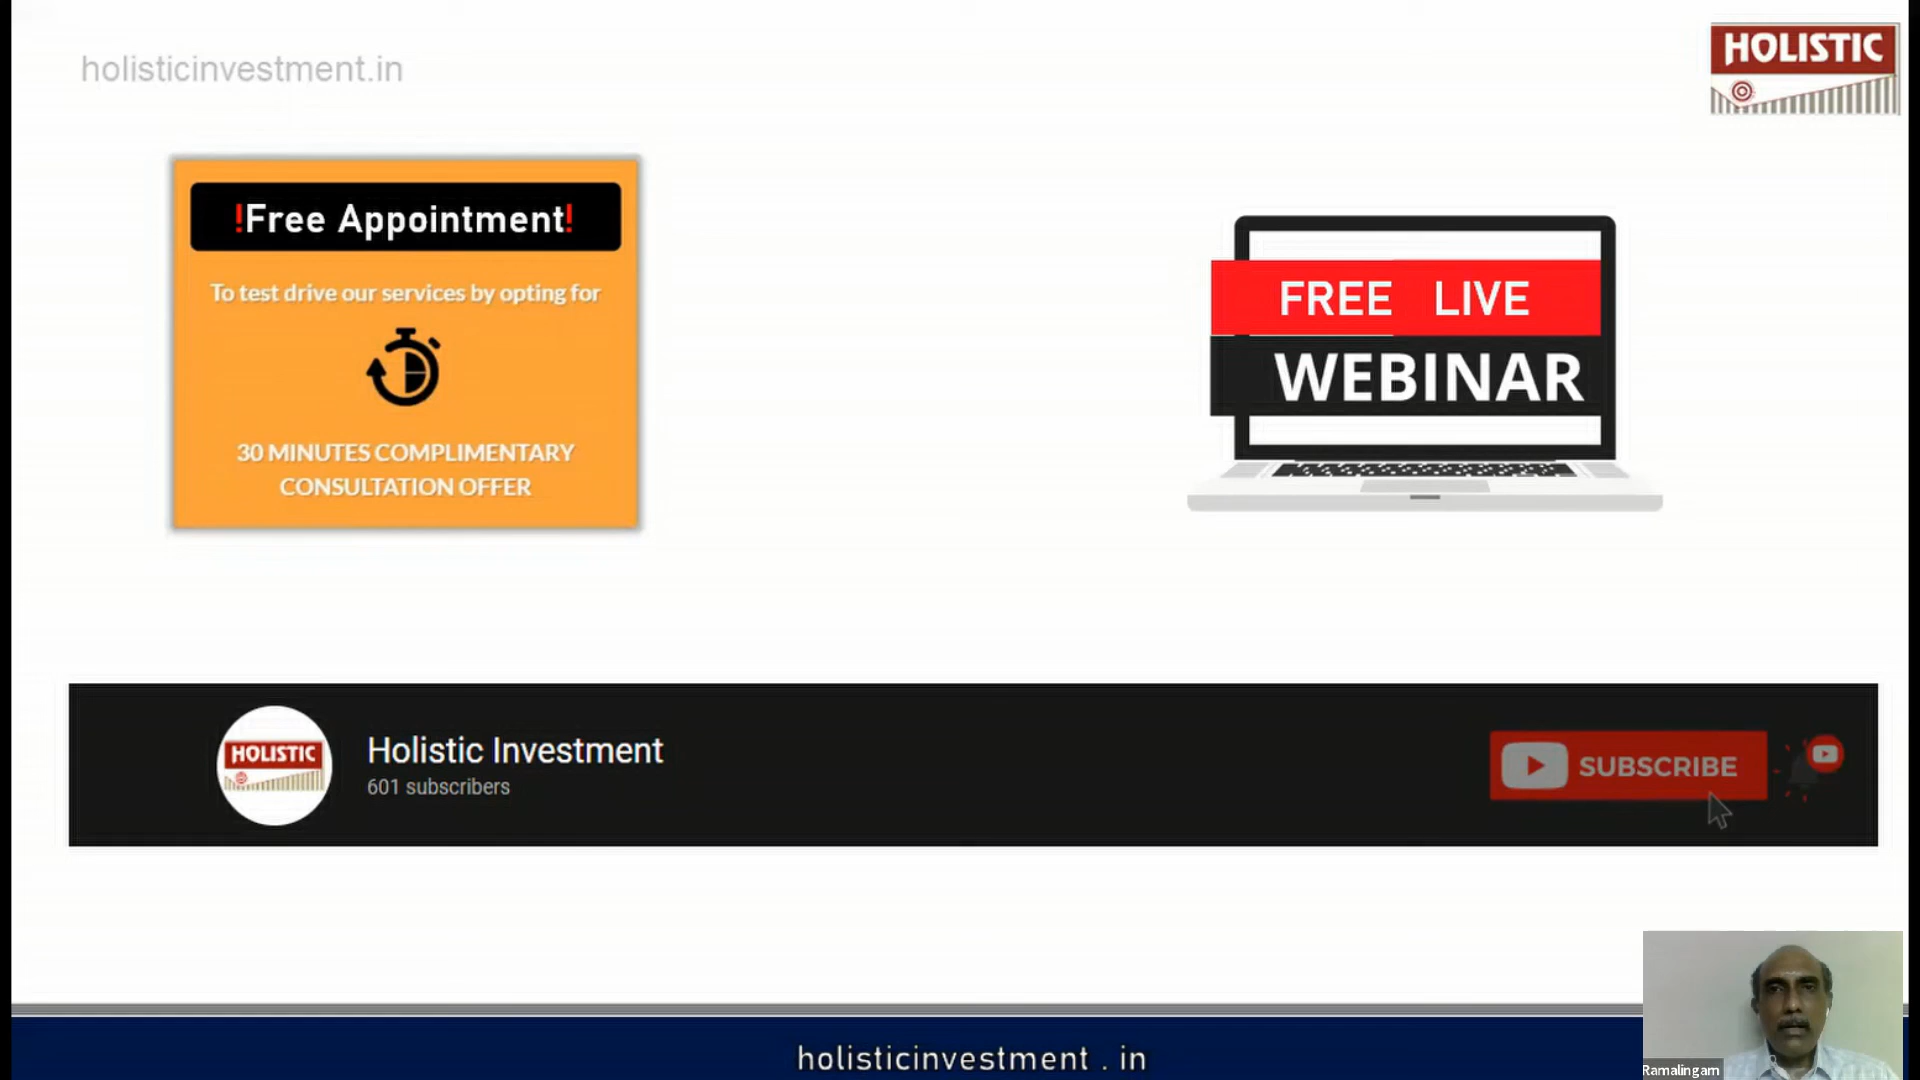 holisticinvestment.in
HOLISTIC
!Free Appointment!
To test drive our services by opting for
30 MINUTES COMPLIMENTARY
CONSULTATION OFFER
FREE LIVE
WEBINAR
HOLISTIC
Holistic Investment
601 subscribers
SUBSCRIBE
holisticinvestment . in
Ramalingam